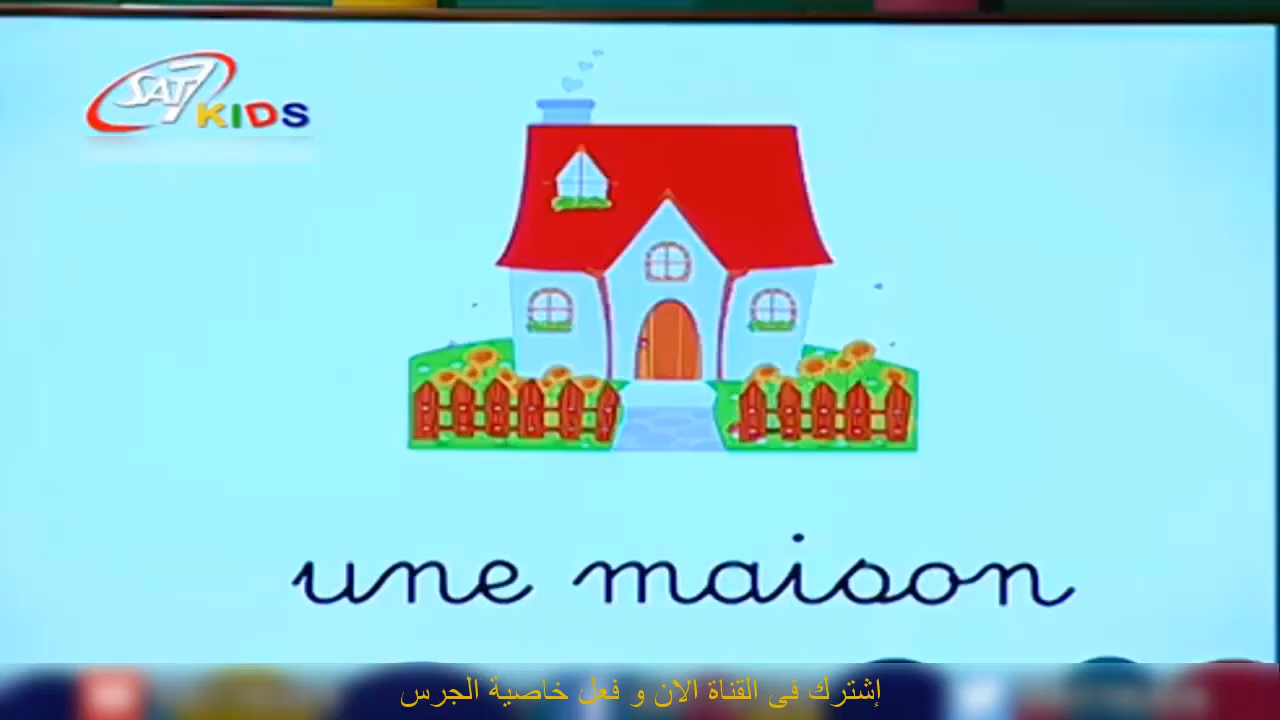 SAT7 KIDS
une maison
إشترك فى القناة الان و فعل خاصية الجرس